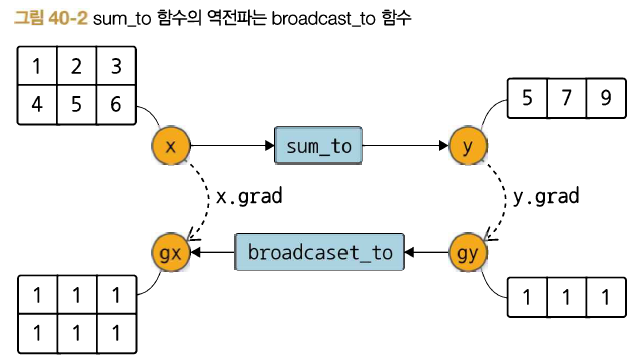 그림 40-2 sum_to 함수의 역전파는 broadcast_to 함수
1 2 3
4 5 6
5 7 9
x
sum_to
y
x.grad
y.grad
gx
broadcaset_to
gy
1 1 1
1 1 1
1 1 1